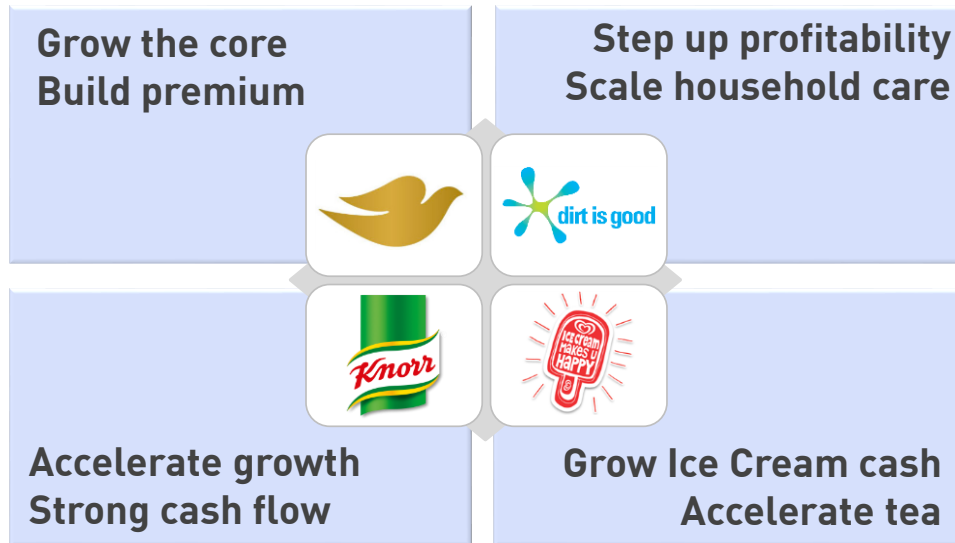 Grow the core
Build premium
Step up profitability
Scale household care
dirt is good
Knorr
ice cream
MAKES U
HAPPY
Accelerate growth
Strong cash flow
Grow Ice Cream cash
Accelerate tea